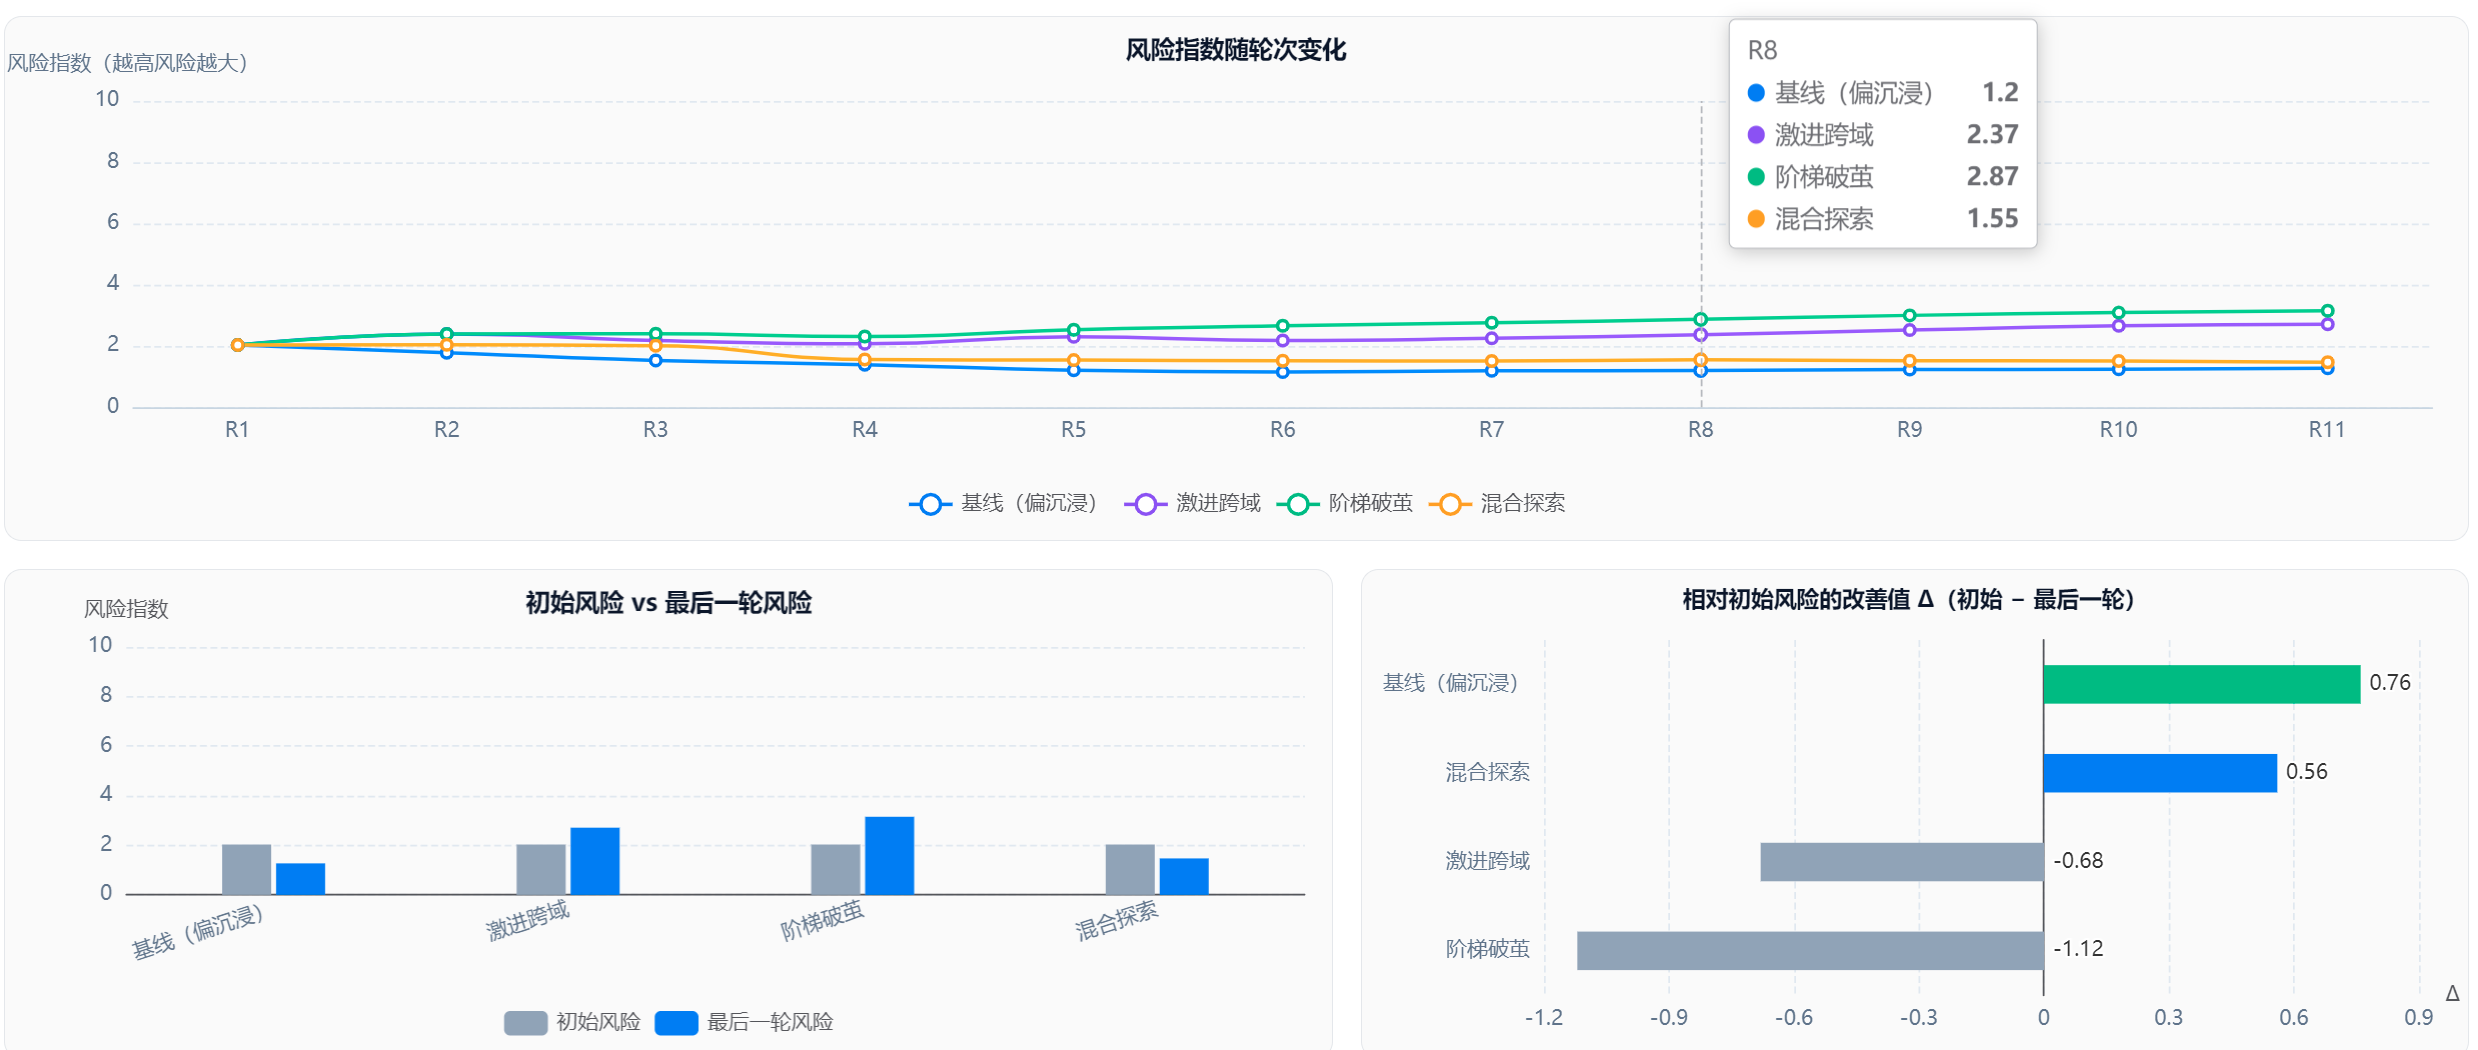 风险指数随轮次变化
风险指数（越高风险越大）
10
8
6
4
2
0
R1 R2 R3 R4 R5 R6 R7 R8 R9 R10 R11
R8
基线（偏沉浸） 1.2
激进跨域 2.37
阶梯破茧 2.87
混合探索 1.55
基线（偏沉浸） 激进跨域 阶梯破茧 混合探索
初始风险 vs 最后一轮风险
风险指数
10
8
6
4
2
0
基线（偏沉浸） 激进跨域 阶梯破茧 混合探索
初始风险 最后一轮风险
相对初始风险的改善值 Δ（初始 − 最后一轮）
基线（偏沉浸） 0.76
混合探索 0.56
激进跨域 -0.68
阶梯破茧 -1.12
Δ
-1.2 -0.9 -0.6 -0.3 0 0.3 0.6 0.9